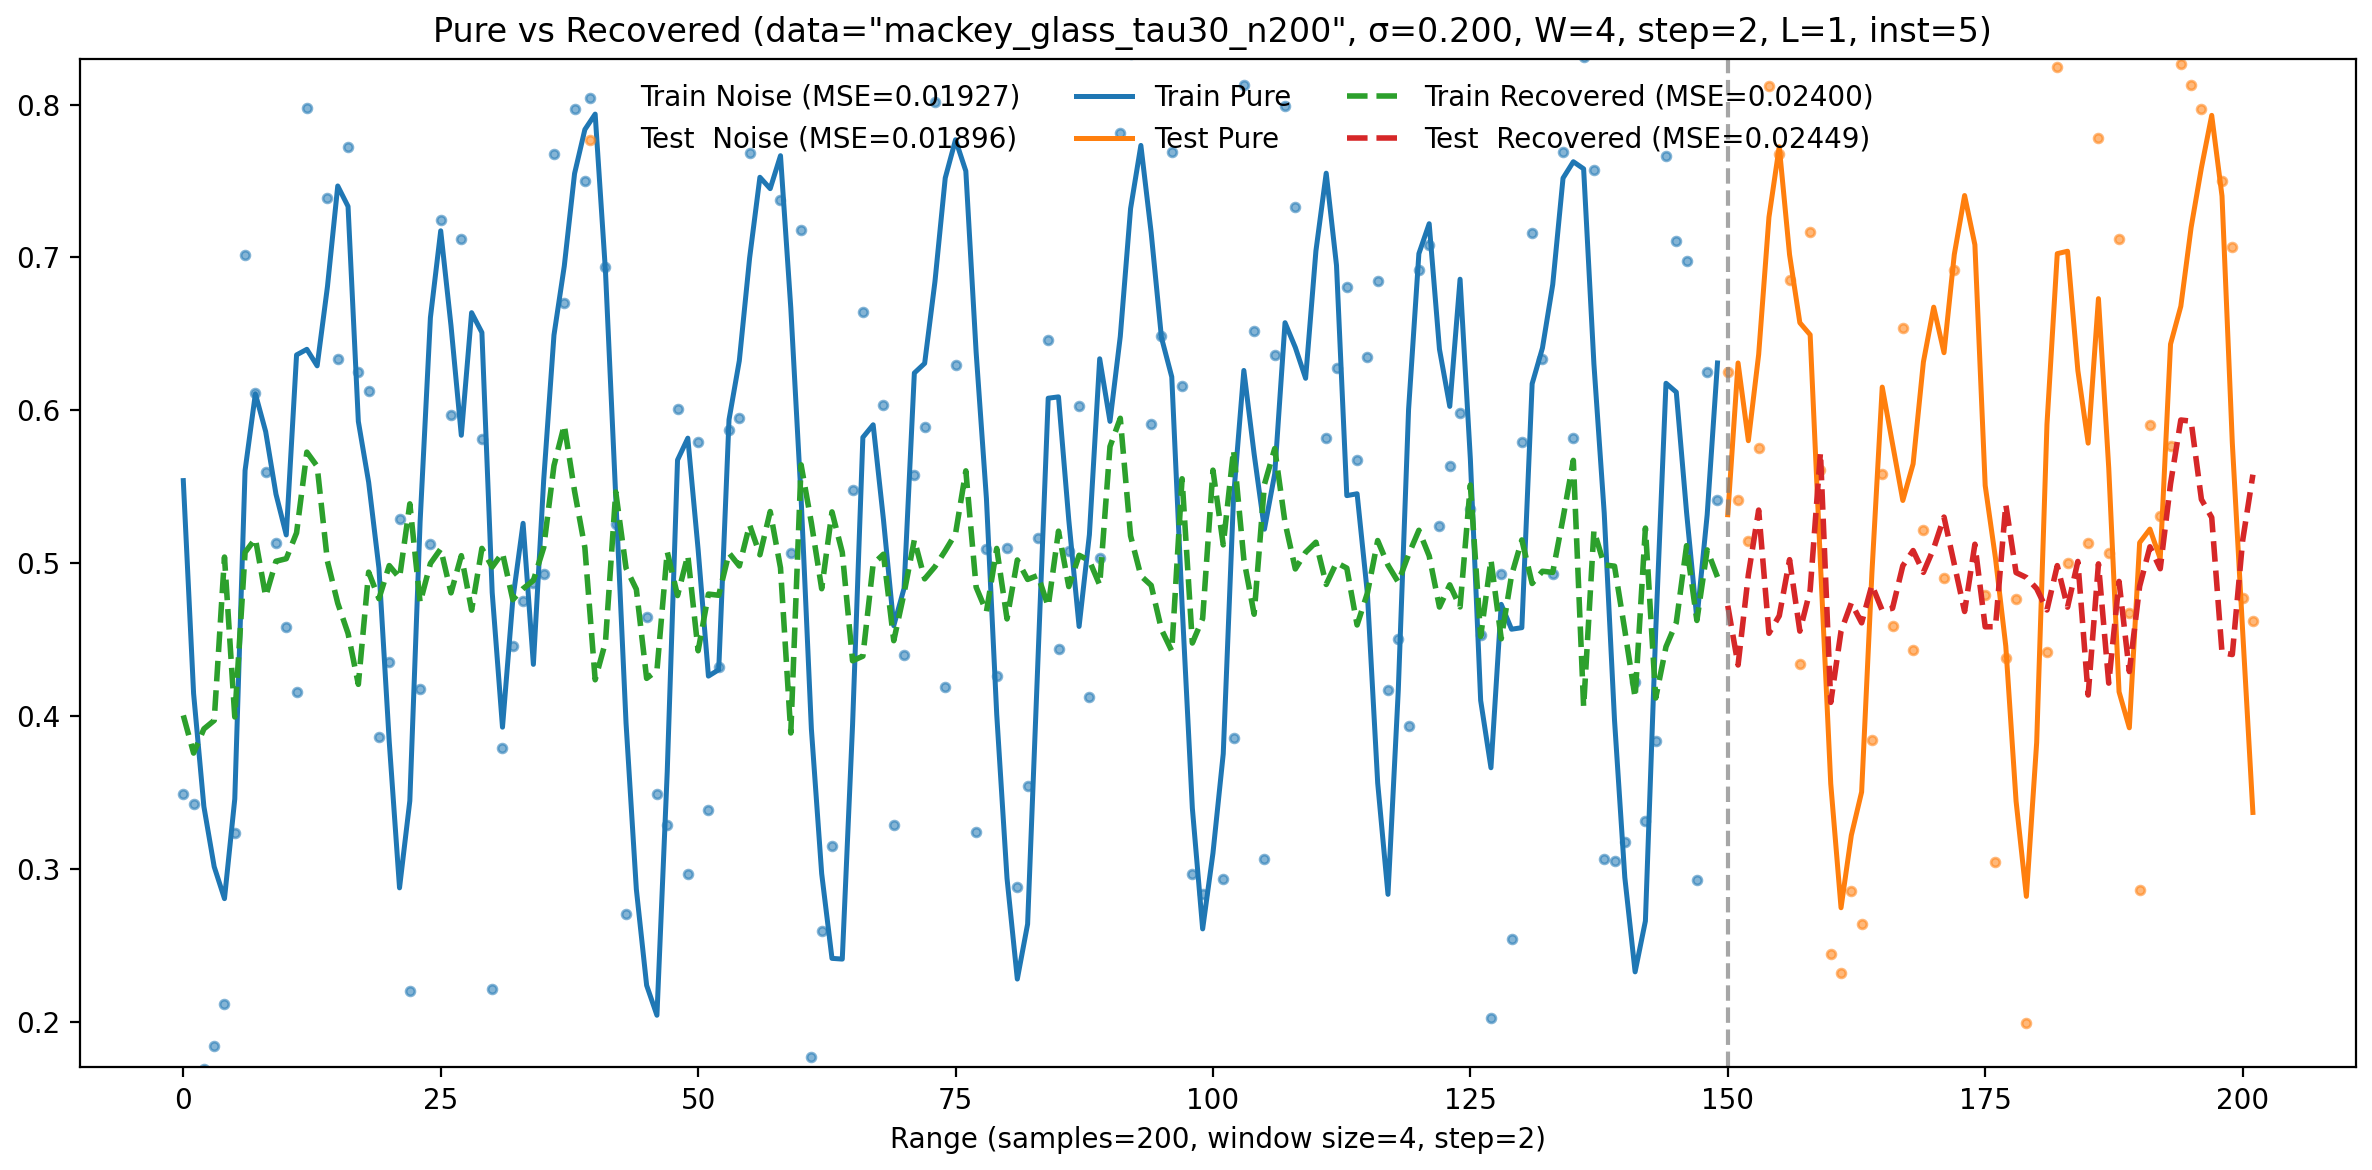 Pure vs Recovered (data="mackey_glass_tau30_n200", σ=0.200, W=4, step=2, L=1, inst=5)
Train Noise (MSE=0.01927) Train Pure Train Recovered (MSE=0.02400)
Test  Noise (MSE=0.01896) Test Pure Test  Recovered (MSE=0.02449)
0.8
0.7
0.6
0.5
0.4
0.3
0.2
0 25 50 75 100 125 150 175 200
Range (samples=200, window size=4, step=2)